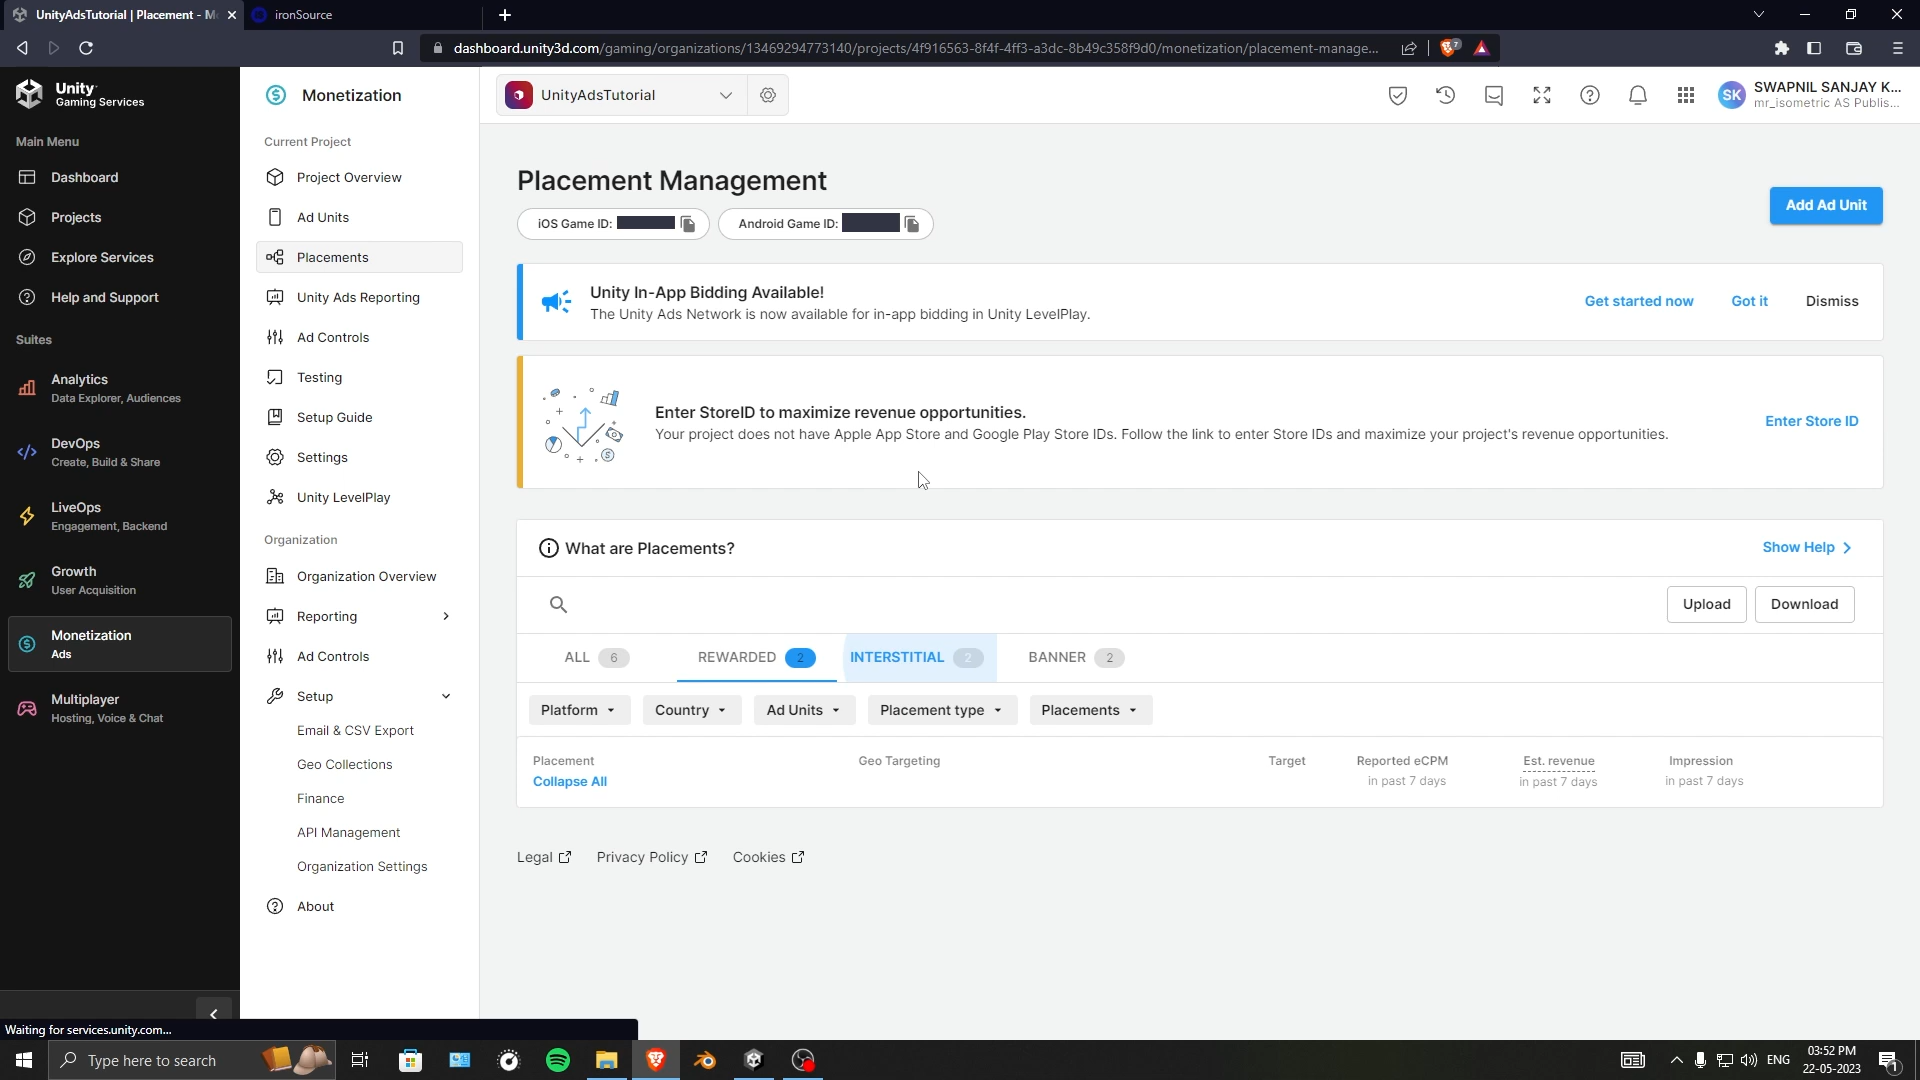 UnityAdsTutorial | Placement - Mo
ironSource
dashboard.unity3d.com/gaming/organizations/13469294773140/projects/4f916563-8f4f-4ff3-a3dc-8b49c358f9d0/monetization/placement-manage...
7
Unity
Gaming Services
Main Menu
Dashboard
Projects
Explore Services
Help and Support
Suites
Analytics
Data Explorer, Audiences
DevOps
Create, Build & Share
LiveOps
Engagement, Backend
Growth
User Acquisition
Monetization
Ads
Multiplayer
Hosting, Voice & Chat
Monetization
Current Project
Project Overview
Ad Units
Placements
Unity Ads Reporting
Ad Controls
Testing
Setup Guide
Settings
Unity LevelPlay
Organization
Organization Overview
Reporting
Ad Controls
Setup
Email & CSV Export
Geo Collections
Finance
API Management
Organization Settings
About
UnityAdsTutorial
SK
SWAPNIL SANJAY K...
mr_isometric AS Publis...
Placement Management
iOS Game ID:
Android Game ID:
Add Ad Unit
Unity In-App Bidding Available!
The Unity Ads Network is now available for in-app bidding in Unity LevelPlay.
Get started now
Got it
Dismiss
Enter StoreID to maximize revenue opportunities.
Your project does not have Apple App Store and Google Play Store IDs. Follow the link to enter Store IDs and maximize your project's revenue opportunities.
Enter Store ID
What are Placements?
Show Help
Upload
Download
ALL 6
REWARDED 2
INTERSTITIAL 2
BANNER 2
Platform
Country
Ad Units
Placement type
Placements
Placement
Collapse All
Geo Targeting
Target
Reported eCPM
in past 7 days
Est. revenue
in past 7 days
Impression
in past 7 days
Legal
Privacy Policy
Cookies
Waiting for services.unity.com...
Type here to search
ENG
03:52 PM
22-05-2023
1